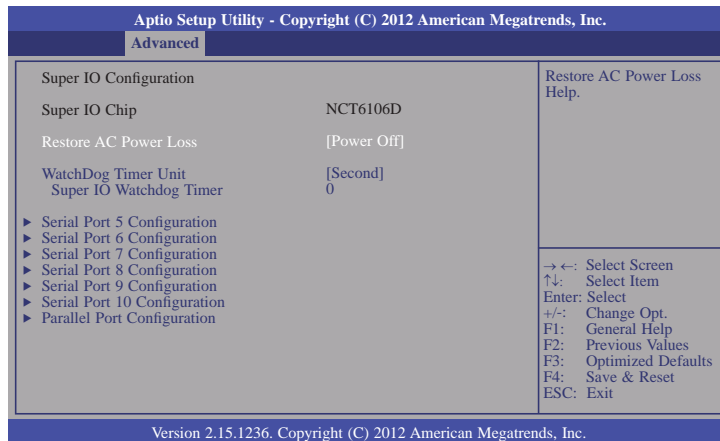 Aptio Setup Utility - Copyright (C) 2012 American Megatrends, Inc.
Advanced
Super IO Configuration
Super IO Chip NCT6106D
Restore AC Power Loss [Power Off]
WatchDog Timer Unit [Second]
Super IO Watchdog Timer 0
▶ Serial Port 5 Configuration
▶ Serial Port 6 Configuration
▶ Serial Port 7 Configuration
▶ Serial Port 8 Configuration
▶ Serial Port 9 Configuration
▶ Serial Port 10 Configuration
▶ Parallel Port Configuration
Restore AC Power Loss
Help.
→←: Select Screen
↑↓: Select Item
Enter: Select
+/-: Change Opt.
F1: General Help
F2: Previous Values
F3: Optimized Defaults
F4: Save & Reset
ESC: Exit
Version 2.15.1236. Copyright (C) 2012 American Megatrends, Inc.